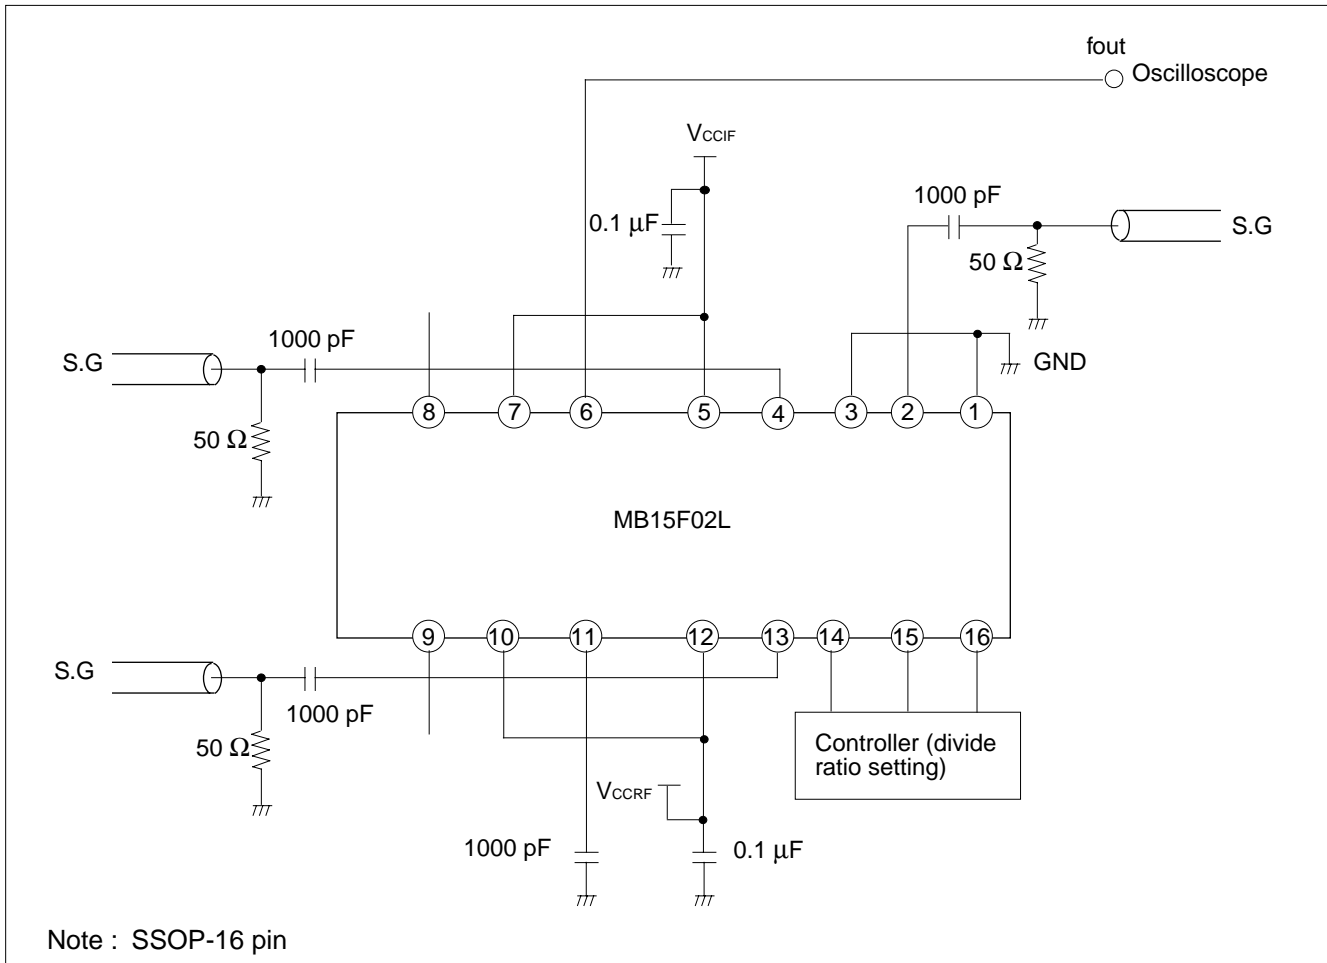 fout
Oscilloscope
VCCIF
1000 pF
0.1 μF
S.G
50 Ω
1000 pF
S.G
GND
8 7 6 5 4 3 2 1
50 Ω
MB15F02L
9 10 11 12 13 14 15 16
S.G
1000 pF
50 Ω
Controller (divide
ratio setting)
VCCRF
1000 pF
0.1 μF
Note : SSOP-16 pin